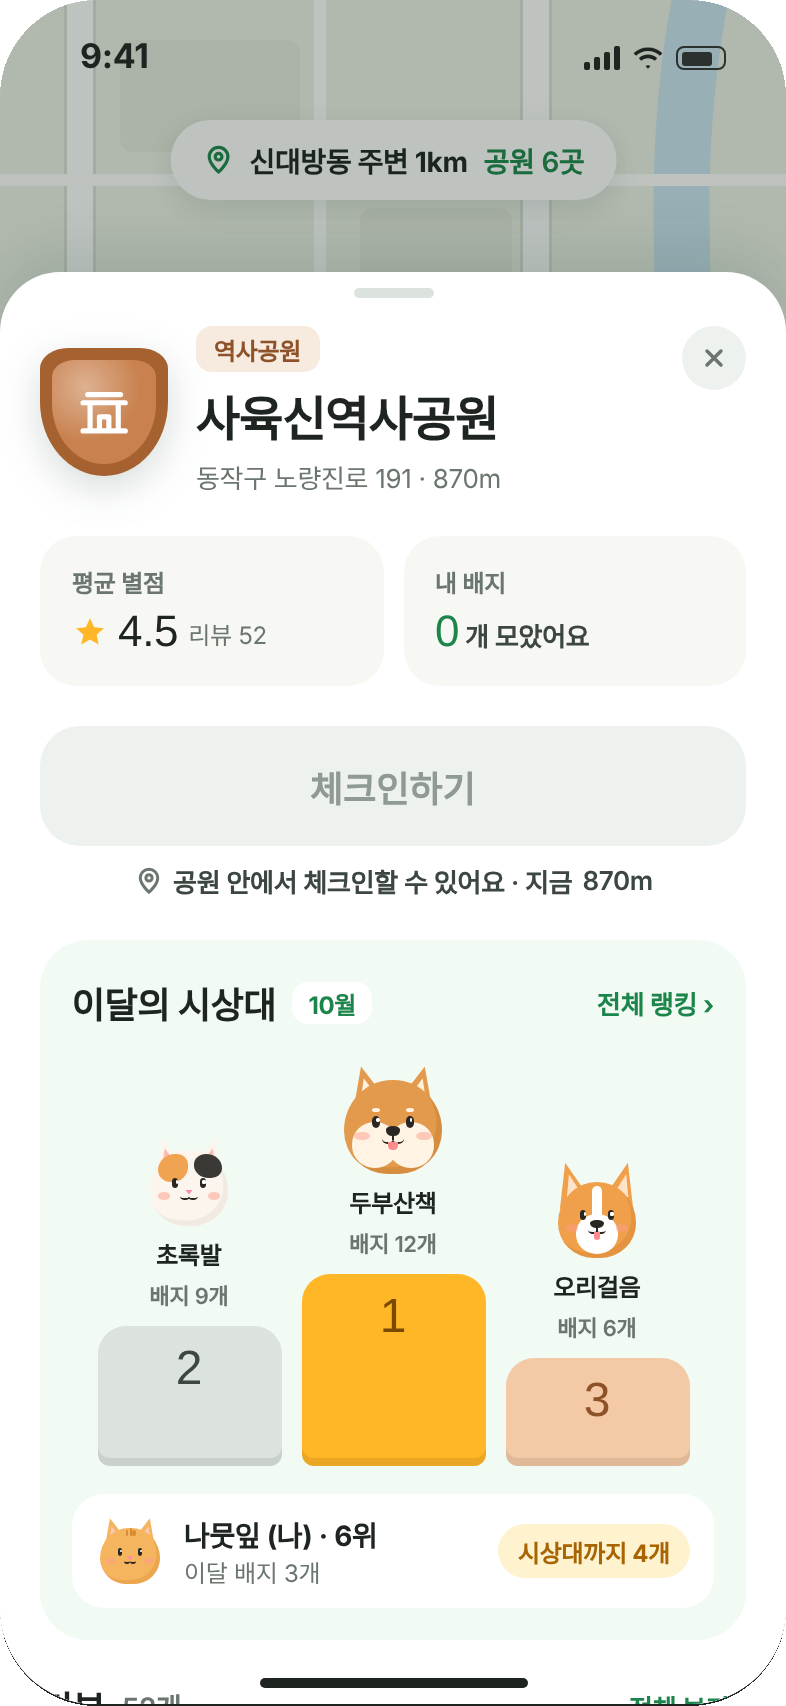 9:41
신대방동 주변 1km 공원 6곳
역사공원
사육신역사공원
동작구 노량진로 191 · 870m
평균 별점
4.5 리뷰 52
내 배지
0 개 모았어요
체크인하기
공원 안에서 체크인할 수 있어요 · 지금 870m
이달의 시상대 10월
전체 랭킹 ›
두부산책
배지 12개
초록발
배지 9개
오리걸음
배지 6개
1
2
3
나뭇잎 (나) · 6위
이달 배지 3개
시상대까지 4개